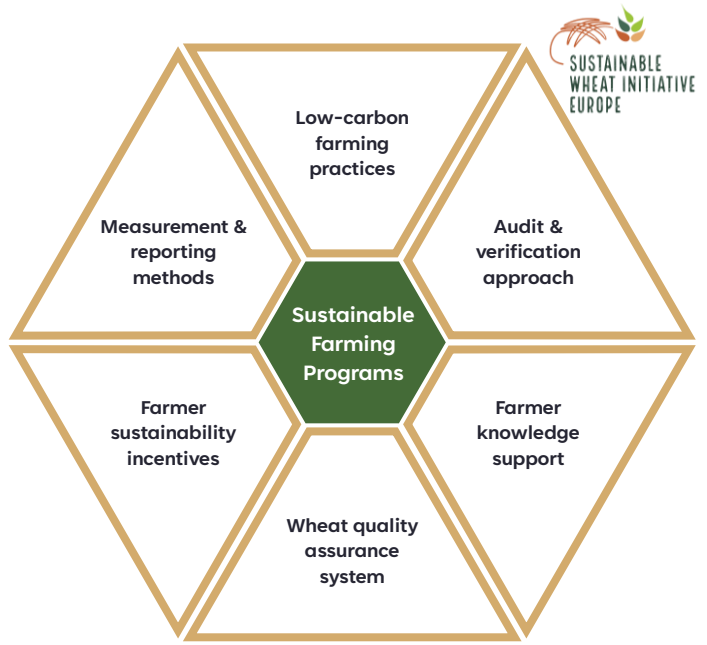 SUSTAINABLE
WHEAT INITIATIVE
EUROPE
Low-carbon
farming
practices
Measurement &
reporting
methods
Audit &
verification
approach
Sustainable
Farming
Programs
Farmer
sustainability
incentives
Farmer
knowledge
support
Wheat quality
assurance
system